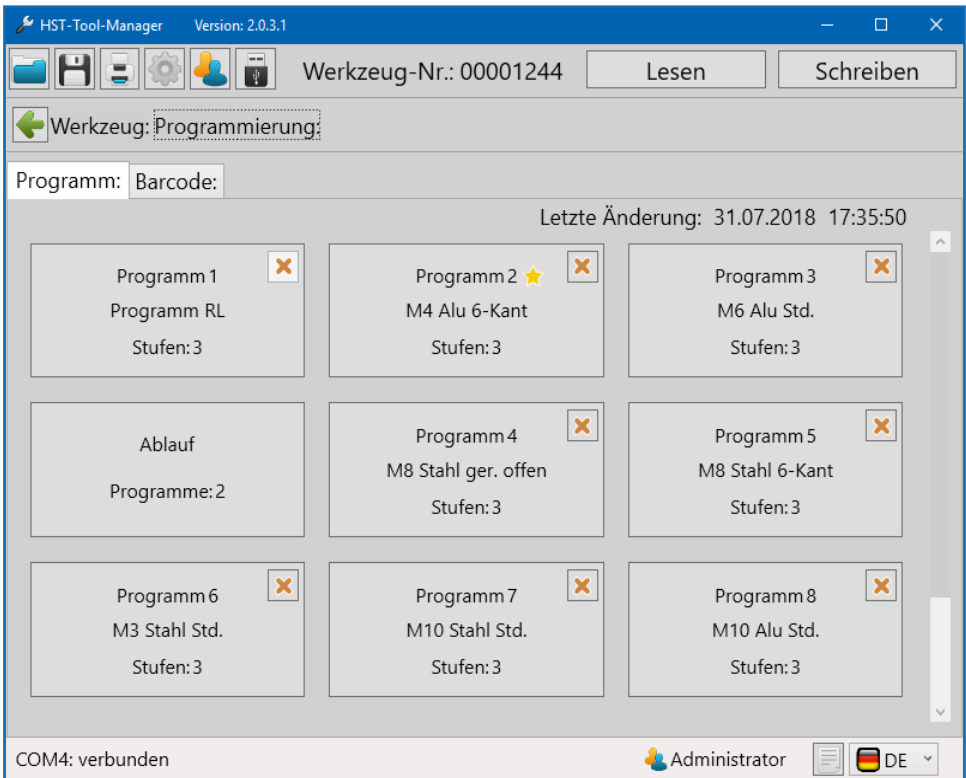 HST-Tool-Manager Version: 2.0.3.1
Werkzeug-Nr.: 00001244 Lesen Schreiben
Werkzeug: Programmierung:
Programm: Barcode:
Letzte Änderung: 31.07.2018 17:35:50
Programm 1
Programm RL
Stufen: 3
Programm 2
M4 Alu 6-Kant
Stufen: 3
Programm 3
M6 Alu Std.
Stufen: 3
Ablauf
Programme: 2
Programm 4
M8 Stahl ger. offen
Stufen: 3
Programm 5
M8 Stahl 6-Kant
Stufen: 3
Programm 6
M3 Stahl Std.
Stufen: 3
Programm 7
M10 Stahl Std.
Stufen: 3
Programm 8
M10 Alu Std.
Stufen: 3
COM4: verbunden Administrator DE